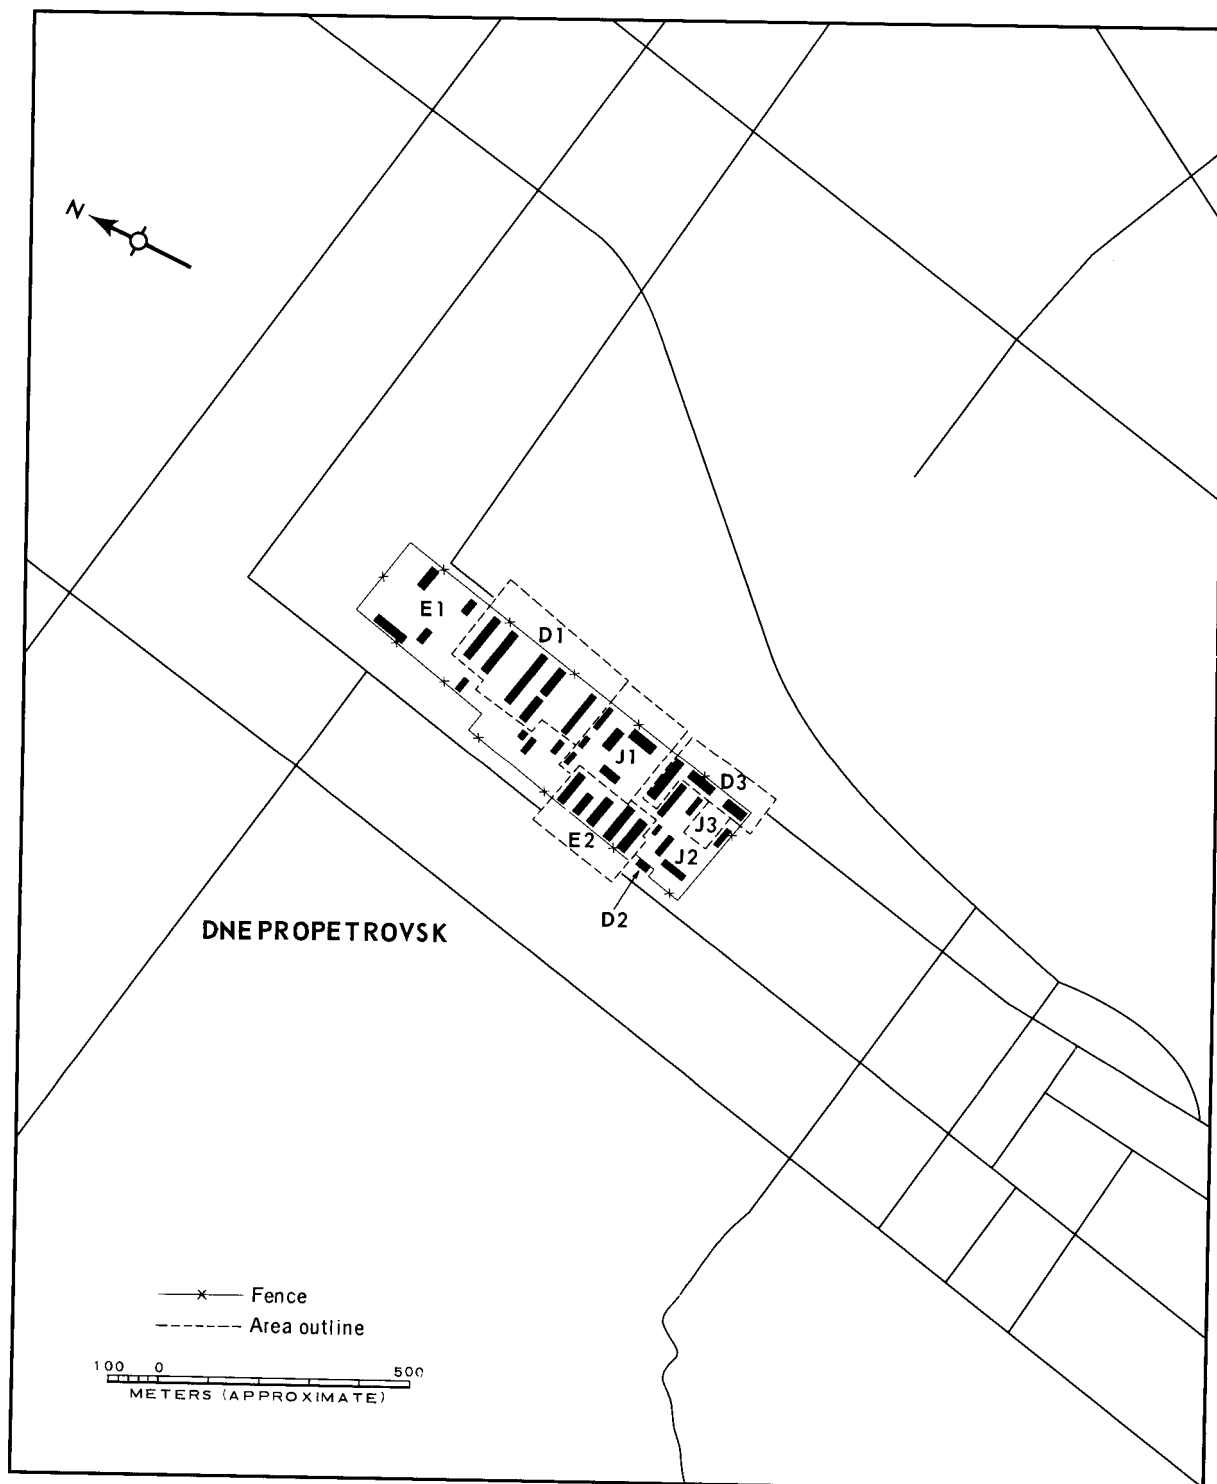 N
E1
D1
J1
D3
J3
E2
J2
D2
DNEPROPETROVSK
Fence
Area outline
100 0 500
METERS (APPROXIMATE)